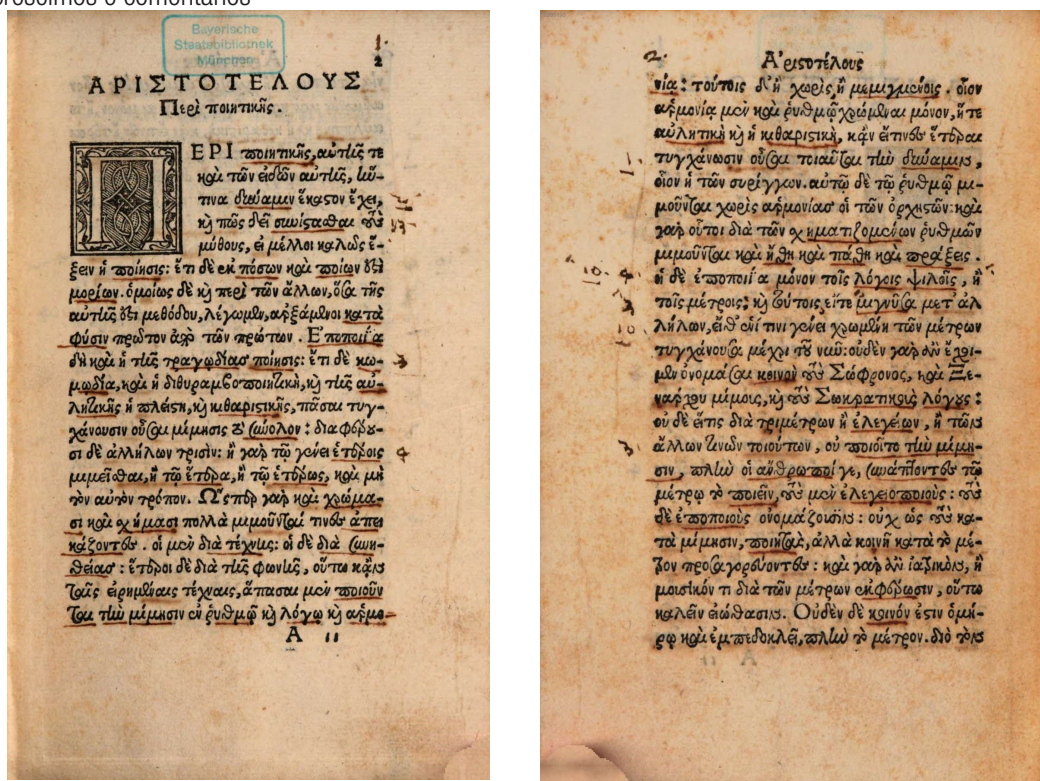 Bayerische
Staatsbibliothek
München
1.
2
ΑΡΙΣΤΟΤΕΛΟΥΣ
Περὶ ποιητικῆς.
ΕΡΙ ποιητικῆς, αὐτῆς τε
καὶ τῶν εἰδῶν αὐτῆς, ἥν-
τινα δύναμιν ἕκαστον ἔχει,
καὶ πῶς δεῖ συνίστασθαι τοὺς
μύθους, εἰ μέλλοι καλῶς ἕ-
ξειν ἡ ποίησις: ἔτι δὲ ἐκ πόσων καὶ ποίων ἐστὶ
μορίων. ὁμοίως δὲ καὶ περὶ τῶν ἄλλων, ὅσα τῆς
αὐτῆς ἐστι μεθόδου, λέγωμεν, ἀρξάμενοι κατὰ
φύσιν πρῶτον ἀπὸ τῶν πρώτων. Ἐποποιΐα
δὴ καὶ ἡ τῆς τραγωδίας ποίησις: ἔτι δὲ κω-
μωδία, καὶ ἡ διθυραμβοποιητικὴ, καὶ τῆς αὐ-
λητικῆς ἡ πλείστη, καὶ κιθαριστικῆς, πᾶσαι τυγ-
χάνουσιν οὖσαι μίμησις τὸ σύνολον: διαφέρου-
σι δὲ ἀλλήλων τρισὶν: ἢ γὰρ τῷ γένει ἑτέροις
μιμεῖσθαι, ἢ τῷ ἕτερα, ἢ τῷ ἑτέρως, καὶ μὴ
τὸν αὐτὸν τρόπον. Ὥσπερ γὰρ καὶ χρώμα-
σι καὶ σχήμασι πολλὰ μιμοῦνταί τινες ἀπει
κάζοντες. οἱ μὲν διὰ τέχνης: οἱ δὲ διὰ συνη-
θείας: ἕτεροι δὲ διὰ τῆς φωνῆς, οὕτω κἀν
ταῖς εἰρημέναις τέχναις, ἅπασαι μὲν ποιοῦν
ται τὴν μίμησιν ἐν ῥυθμῷ καὶ λόγῳ καὶ ἁρμο-
A ii
2.
Ἀριστοτέλους
νίᾳ: τούτοις δ' ἢ χωρὶς ἢ μεμιγμένοις. οἷον
ἁρμονίᾳ μὲν καὶ ῥυθμῷ χρώμεναι μόνον, ἥ τε
αὐλητικὴ καὶ ἡ κιθαριστικὴ, κἂν εἴ τινες ἕτεραι
τυγχάνωσιν οὖσαι τοιαῦται τὴν δύναμιν,
οἷον ἡ τῶν συρίγγων. αὐτῷ δὲ τῷ ῥυθμῷ μι-
μοῦνται χωρὶς ἁρμονίας οἱ τῶν ὀρχηστῶν: καὶ
γὰρ οὗτοι διὰ τῶν σχηματιζομένων ῥυθμῶν
μιμοῦνται καὶ ἤθη καὶ πάθη καὶ πράξεις.
ἡ δὲ ἐποποιΐα μόνον τοῖς λόγοις ψιλοῖς, ἢ
τοῖς μέτροις: καὶ τούτοις εἴτε μιγνῦσα μετ' ἀλ
λήλων, εἴθ' ἑνί τινι γένει χρωμένη τῶν μέτρων
τυγχάνουσα μέχρι τοῦ νῦν: οὐδὲν γὰρ ἂν ἔχοι-
μεν ὀνομάσαι κοινὸν τοὺς Σώφρονος, καὶ Ξε-
νάρχου μίμοις, καὶ τοὺς Σωκρατικοὺς λόγους:
οὐδὲ εἴ τις διὰ τριμέτρων ἢ ἐλεγείων, ἢ τῶν
ἄλλων τινῶν τοιούτων, οὐ ποιοῖτο τὴν μίμη-
σιν, πλὴν οἱ ἄνθρωποί γε, συνάπτοντες τῷ
μέτρῳ τὸ ποιεῖν, τοὺς μὲν ἐλεγειοποιοὺς: τοὺς
δὲ ἐποποιοὺς ὀνομάζουσιν: οὐχ ὡς τοὺς κα-
τὰ μίμησιν, ποιητὰς, ἀλλὰ κοινῇ κατὰ τὸ μέ-
τρον προσαγορεύοντες: καὶ γὰρ ἂν ἰατρικὸν, ἢ
μουσικόν τι διὰ τῶν μέτρων ἐκφέρωσιν, οὕτω
καλεῖν εἰώθασιν. Οὐδὲν δὲ κοινόν ἐστιν ὁμή-
ρῳ καὶ ἐμπεδοκλεῖ, πλὴν τὸ μέτρον. διὸ τὸν